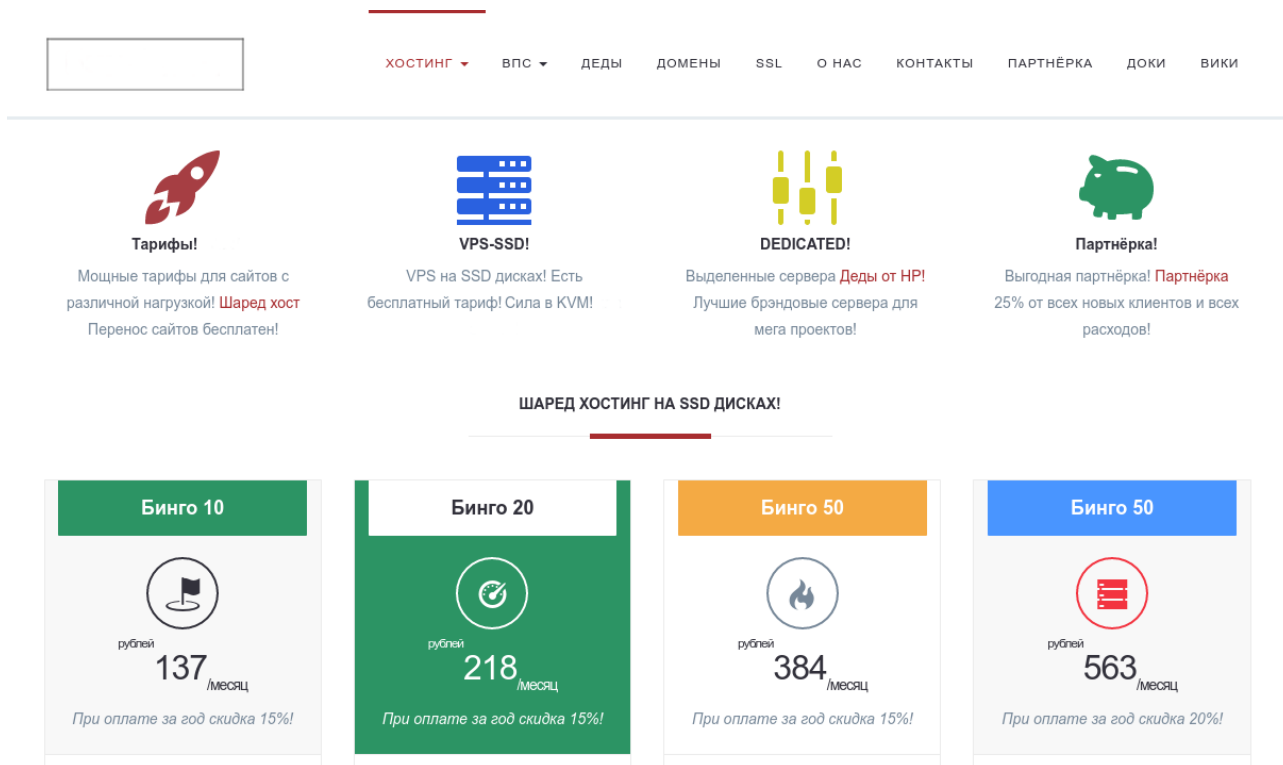 ХОСТИНГ ВПС ДЕДЫ ДОМЕНЫ SSL О НАС КОНТАКТЫ ПАРТНЁРКА ДОКИ ВИКИ
Тарифы!
Мощные тарифы для сайтов с
различной нагрузкой! Шаред хост
Перенос сайтов бесплатен!
VPS-SSD!
VPS на SSD дисках! Есть
бесплатный тариф! Сила в KVM!
DEDICATED!
Выделенные сервера Деды от HP!
Лучшие брэндовые сервера для
мега проектов!
Партнёрка!
Выгодная партнёрка! Партнёрка
25% от всех новых клиентов и всех
расходов!
ШАРЕД ХОСТИНГ НА SSD ДИСКАХ!
Бинго 10
рублей
137
/месяц
При оплате за год скидка 15%!
Бинго 20
рублей
218
/месяц
При оплате за год скидка 15%!
Бинго 50
рублей
384
/месяц
При оплате за год скидка 15%!
Бинго 50
рублей
563
/месяц
При оплате за год скидка 20%!